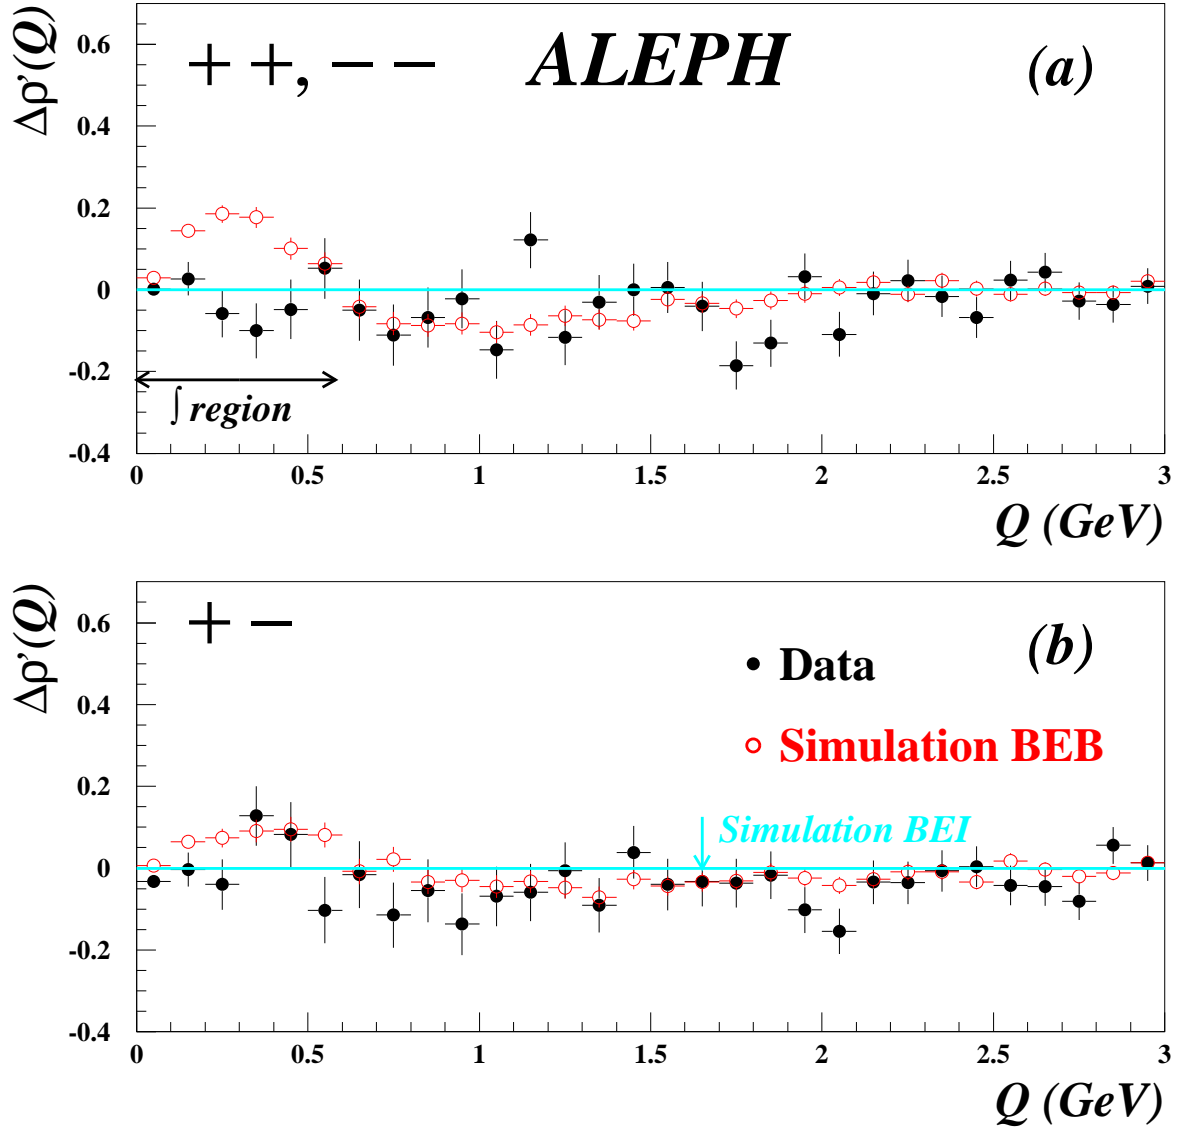 Δρ'(Q)
+ +, − − ALEPH (a)
0.6
0.4
0.2
0
-0.2
-0.4
∫ region
0 0.5 1 1.5 2 2.5 3
Q (GeV)
Δρ'(Q)
+ − (b)
0.6
0.4
0.2
0
-0.2
-0.4
Data
Simulation BEB
Simulation BEI
0 0.5 1 1.5 2 2.5 3
Q (GeV)